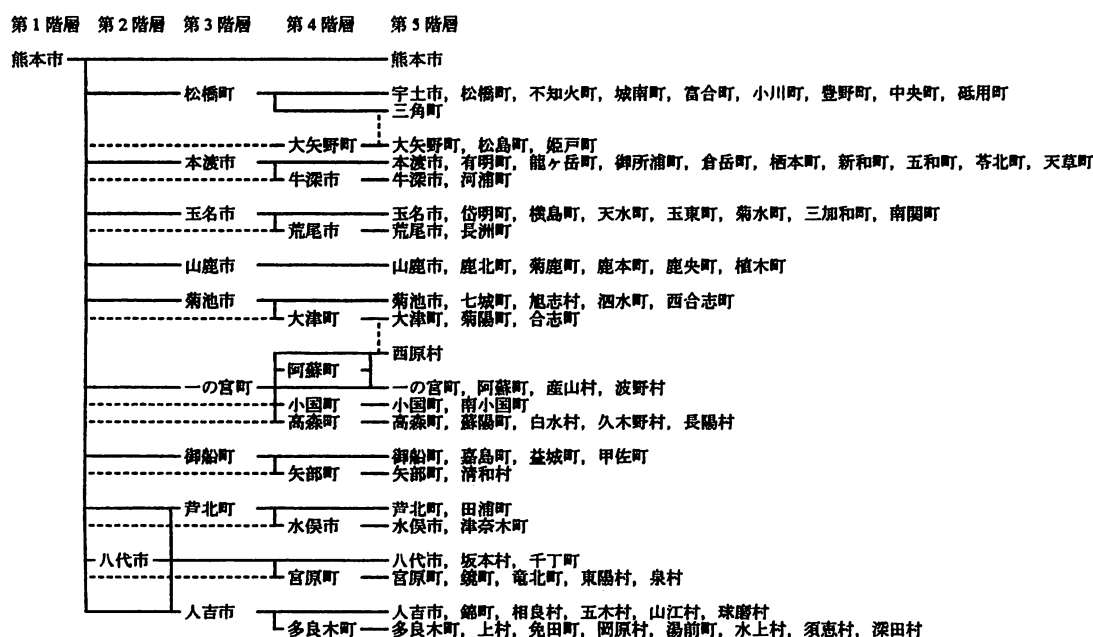 第1階層 第2階層 第3階層 第4階層 第5階層
熊本市 熊本市
松橋町 宇土市，松橋町，不知火町，城南町，富合町，小川町，豊野町，中央町，砥用町
三角町
大矢野町 大矢野町，松島町，姫戸町
本渡市 本渡市，有明町，龍ヶ岳町，御所浦町，倉岳町，栖本町，新和町，五和町，苓北町，天草町
牛深市 牛深市，河浦町
玉名市 玉名市，岱明町，横島町，天水町，玉東町，菊水町，三加和町，南関町
荒尾市 荒尾市，長洲町
山鹿市 山鹿市，鹿北町，菊鹿町，鹿本町，鹿央町，植木町
菊池市 菊池市，七城町，旭志村，泗水町，西合志町
大津町 大津町，菊陽町，合志町
西原村
阿蘇町
一の宮町 一の宮町，阿蘇町，産山村，波野村
小国町 小国町，南小国町
高森町 高森町，蘇陽町，白水村，久木野村，長陽村
御船町 御船町，嘉島町，益城町，甲佐町
矢部町 矢部町，清和村
芦北町 芦北町，田浦町
水俣市 水俣市，津奈木町
八代市 八代市，坂本村，千丁町
宮原町 宮原町，鏡町，竜北町，東陽村，泉村
人吉市 人吉市，錦町，相良村，五木村，山江村，球磨村
多良木町 多良木町，上村，免田町，岡原村，湯前町，水上村，須恵村，深田村